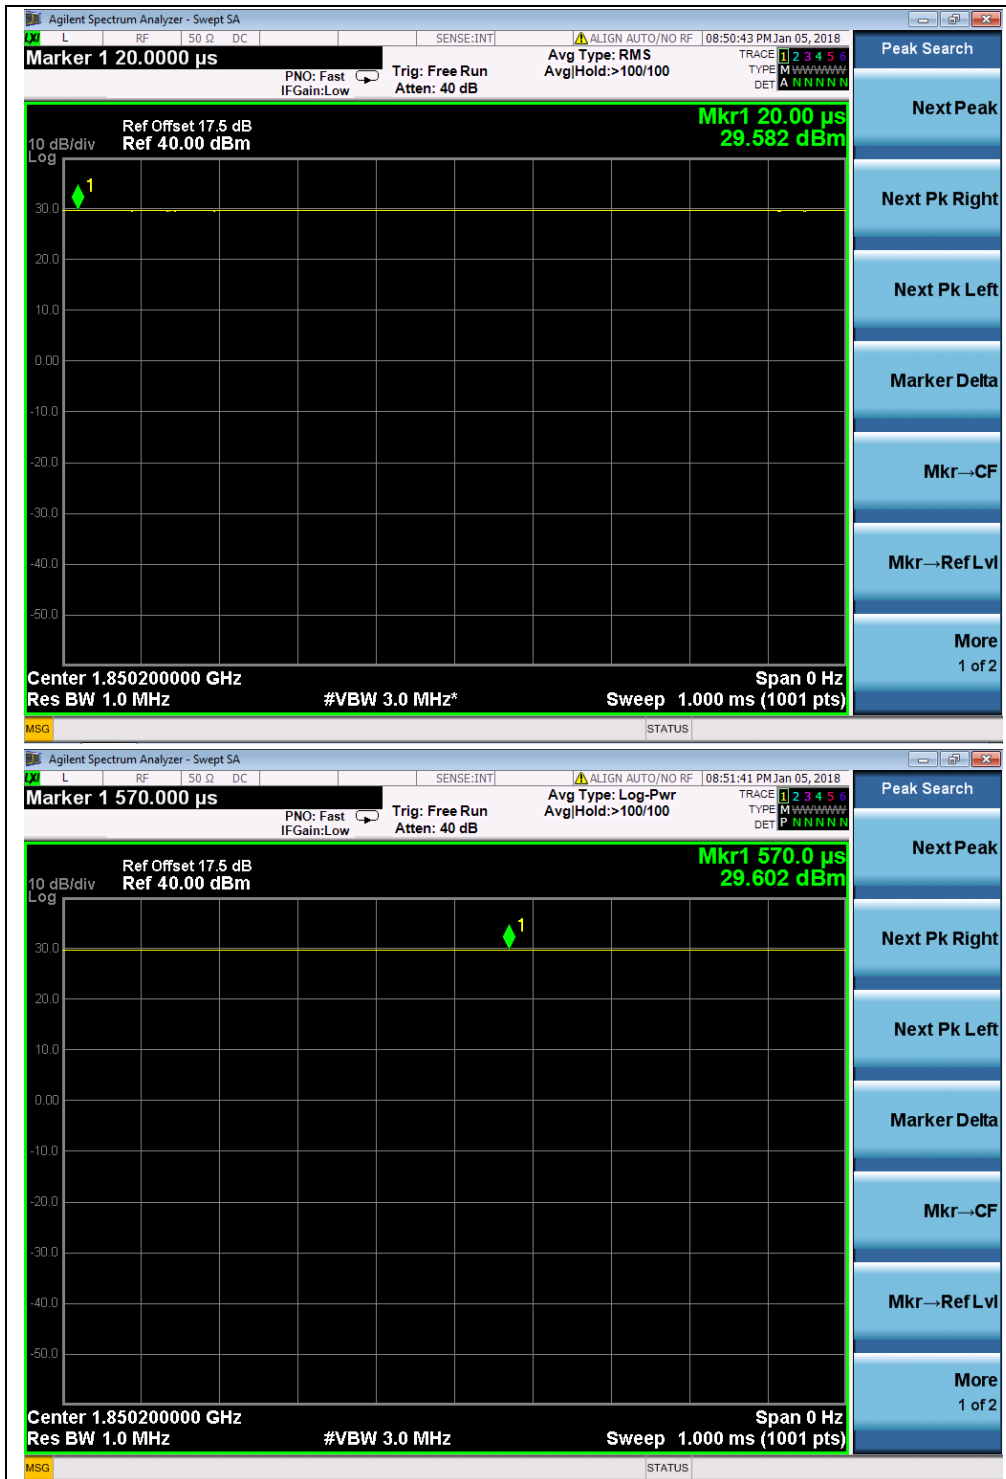 Agilent Spectrum Analyzer - Swept SA
LXI L RF 50 Ω DC SENSE:INT ALIGN AUTO/NO RF 08:50:43 PM Jan 05, 2018
Marker 1 20.0000 µs
PNO: Fast
IFGain:Low
Trig: Free Run
Atten: 40 dB
Avg Type: RMS
Avg|Hold:>100/100
TRACE 1 2 3 4 5 6
TYPE M WWWWW
DET A N N N N N
Peak Search
Mkr1 20.00 µs
29.582 dBm
Ref Offset 17.5 dB
10 dB/div Ref 40.00 dBm
Log
1
30.0
20.0
10.0
0.00
-10.0
-20.0
-30.0
-40.0
-50.0
Center 1.850200000 GHz Span 0 Hz
Res BW 1.0 MHz #VBW 3.0 MHz* Sweep 1.000 ms (1001 pts)
MSG STATUS
Next Peak
Next Pk Right
Next Pk Left
Marker Delta
Mkr→CF
Mkr→Ref Lvl
More
1 of 2
Agilent Spectrum Analyzer - Swept SA
LXI L RF 50 Ω DC SENSE:INT ALIGN AUTO/NO RF 08:51:41 PM Jan 05, 2018
Marker 1 570.000 µs
PNO: Fast
IFGain:Low
Trig: Free Run
Atten: 40 dB
Avg Type: Log-Pwr
Avg|Hold:>100/100
TRACE 1 2 3 4 5 6
TYPE M WWWWW
DET P N N N N N
Peak Search
Mkr1 570.0 µs
29.602 dBm
Ref Offset 17.5 dB
10 dB/div Ref 40.00 dBm
Log
1
30.0
20.0
10.0
0.00
-10.0
-20.0
-30.0
-40.0
-50.0
Center 1.850200000 GHz Span 0 Hz
Res BW 1.0 MHz #VBW 3.0 MHz Sweep 1.000 ms (1001 pts)
MSG STATUS
Next Peak
Next Pk Right
Next Pk Left
Marker Delta
Mkr→CF
Mkr→Ref Lvl
More
1 of 2